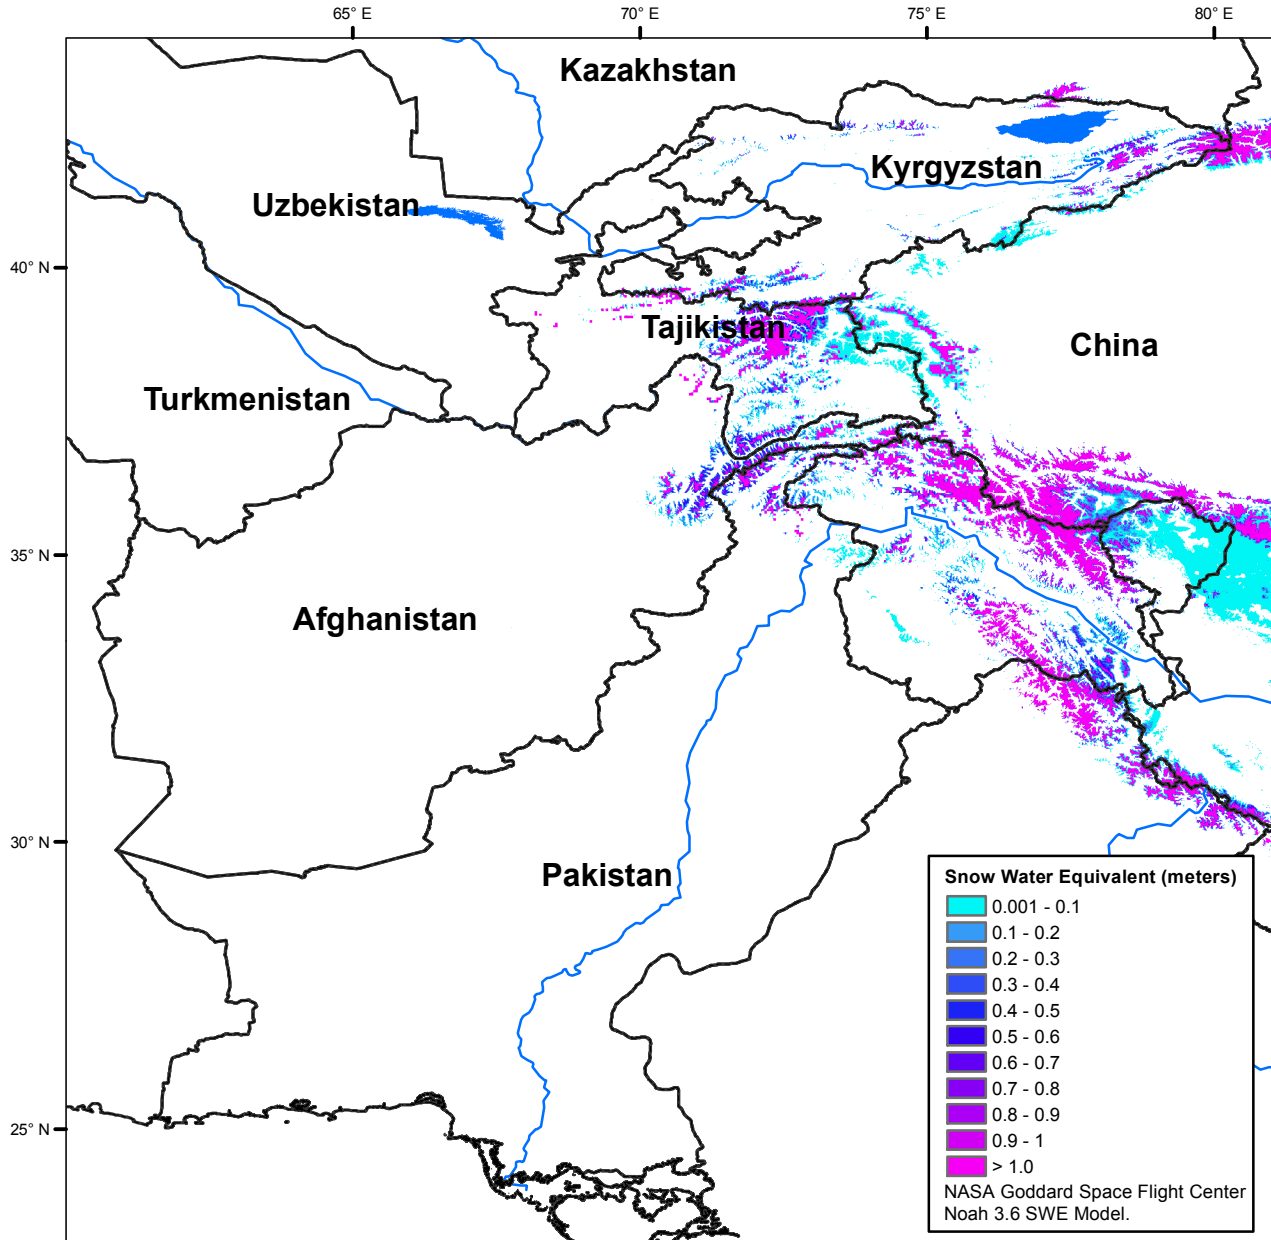 65° E
70° E
75° E
80° E
Kazakhstan
Kyrgyzstan
Uzbekistan
40° N
Tajikistan
China
Turkmenistan
35° N
Afghanistan
30° N
Pakistan
25° N
Snow Water Equivalent (meters)
0.001 - 0.1
0.1 - 0.2
0.2 - 0.3
0.3 - 0.4
0.4 - 0.5
0.5 - 0.6
0.6 - 0.7
0.7 - 0.8
0.8 - 0.9
0.9 - 1
> 1.0
NASA Goddard Space Flight Center
Noah 3.6 SWE Model.